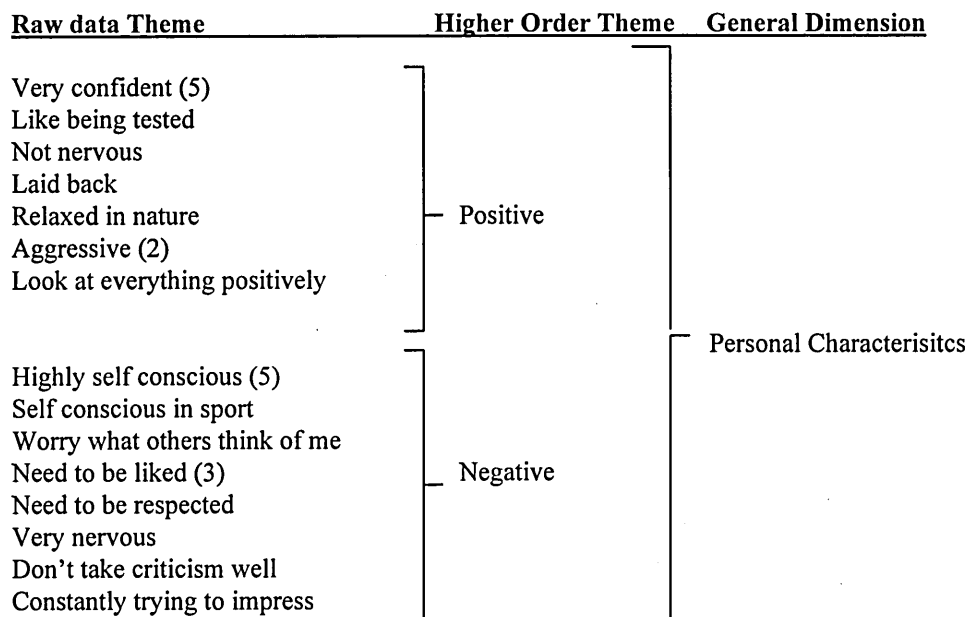 Raw data Theme Higher Order Theme General Dimension
Very confident (5)
Like being tested
Not nervous
Laid back
Relaxed in nature
Positive
Aggressive (2)
Look at everything positively
Personal Characterisitcs
Highly self conscious (5)
Self conscious in sport
Worry what others think of me
Need to be liked (3)
Negative
Need to be respected
Very nervous
Don't take criticism well
Constantly trying to impress